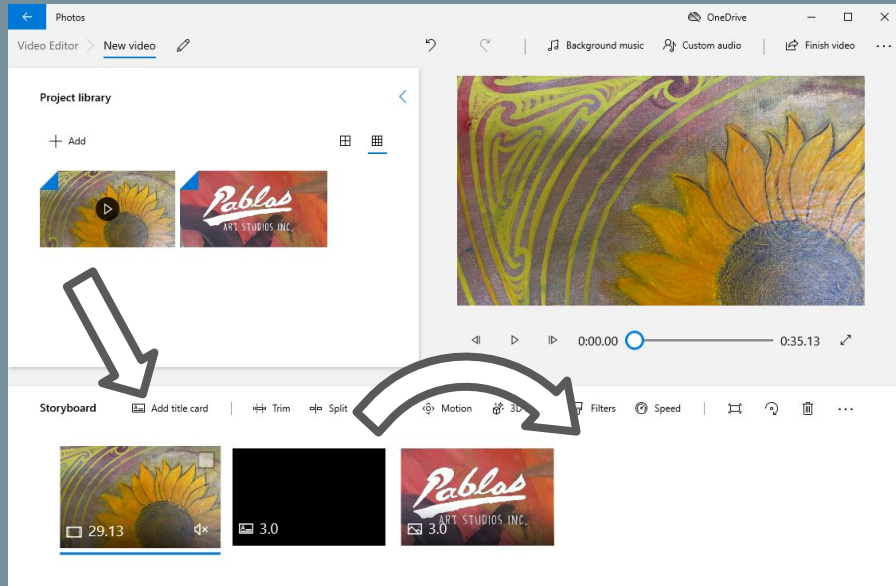 Photos
OneDrive
Video Editor > New video
Background music
Custom audio
Finish video
Project library
+ Add
Pablos
ART STUDIOS INC.
0:00.00
0:35.13
Storyboard
Add title card
Trim
Split
Motion
3D
Filters
Speed
29.13
3.0
Pablos
ART STUDIOS INC.
3.0